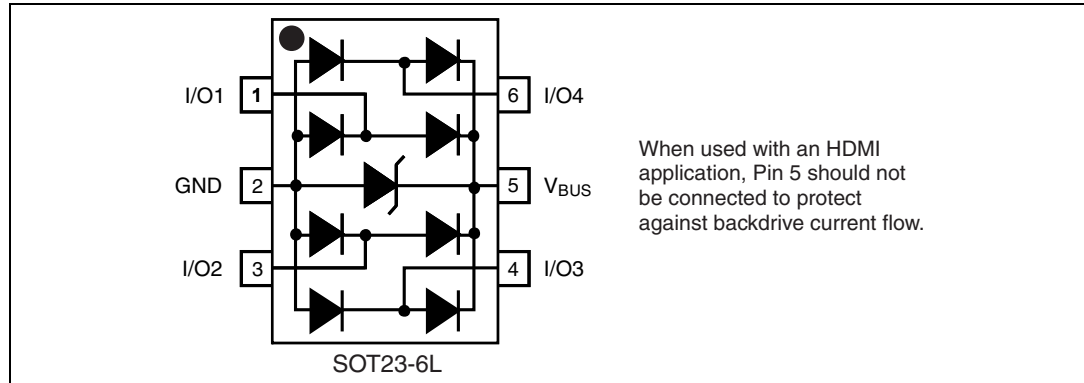 I/O1 1
6 I/O4
GND 2
5 VBUS
I/O2 3
4 I/O3
SOT23-6L
When used with an HDMI
application, Pin 5 should not
be connected to protect
against backdrive current flow.